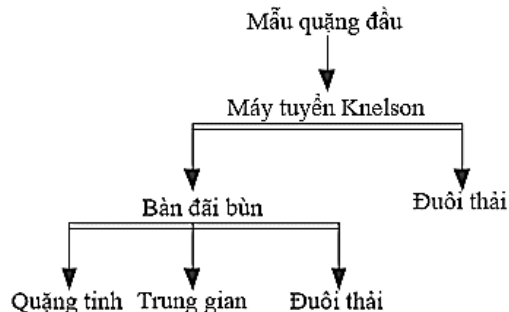 Mẫu quặng đầu
Máy tuyển Knelson
Bàn đãi bùn
Đuôi thải
Quặng tinh
Trung gian
Đuôi thải